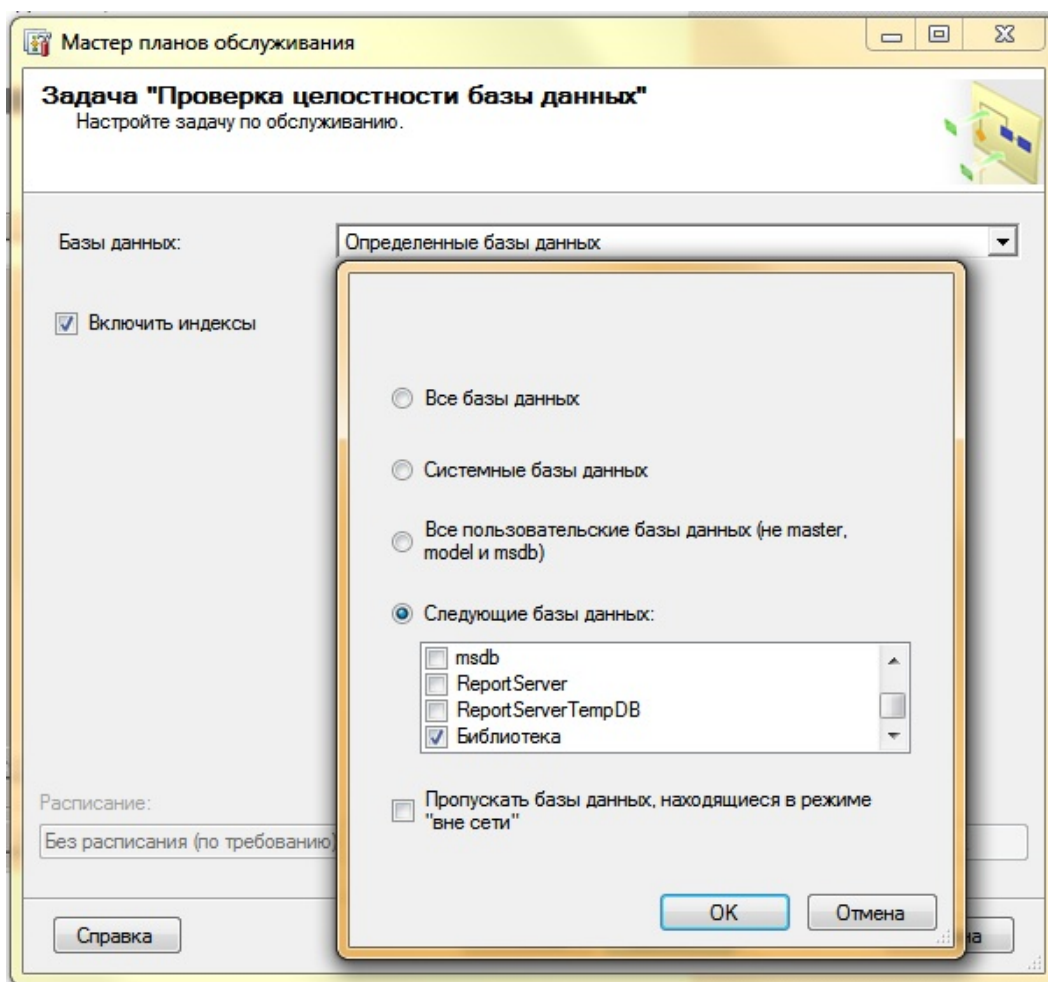 Мастер планов обслуживания
Задача "Проверка целостности базы данных"
Настройте задачу по обслуживанию.
Базы данных:
Определенные базы данных
Включить индексы
Все базы данных
Системные базы данных
Все пользовательские базы данных (не master,
model и msdb)
Следующие базы данных:
msdb
ReportServer
ReportServerTempDB
Библиотека
Пропускать базы данных, находящиеся в режиме
"вне сети"
Расписание:
Без расписания (по требованию)
OK
Отмена
Справка